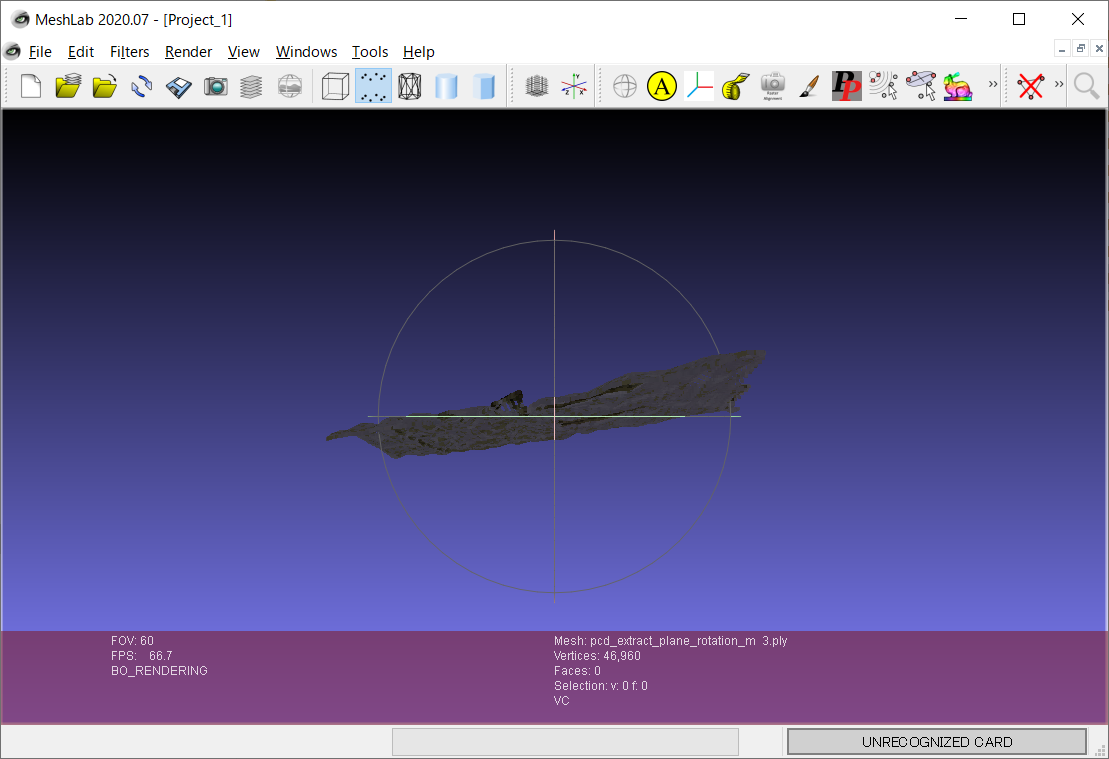 MeshLab 2020.07 - [Project_1]
File Edit Filters Render View Windows Tools Help
A PP
FOV: 60
FPS: 66.7
BO_RENDERING
Mesh: pcd_extract_plane_rotation_m 3.ply
Vertices: 46,960
Faces: 0
Selection: v: 0 f: 0
VC
UNRECOGNIZED CARD